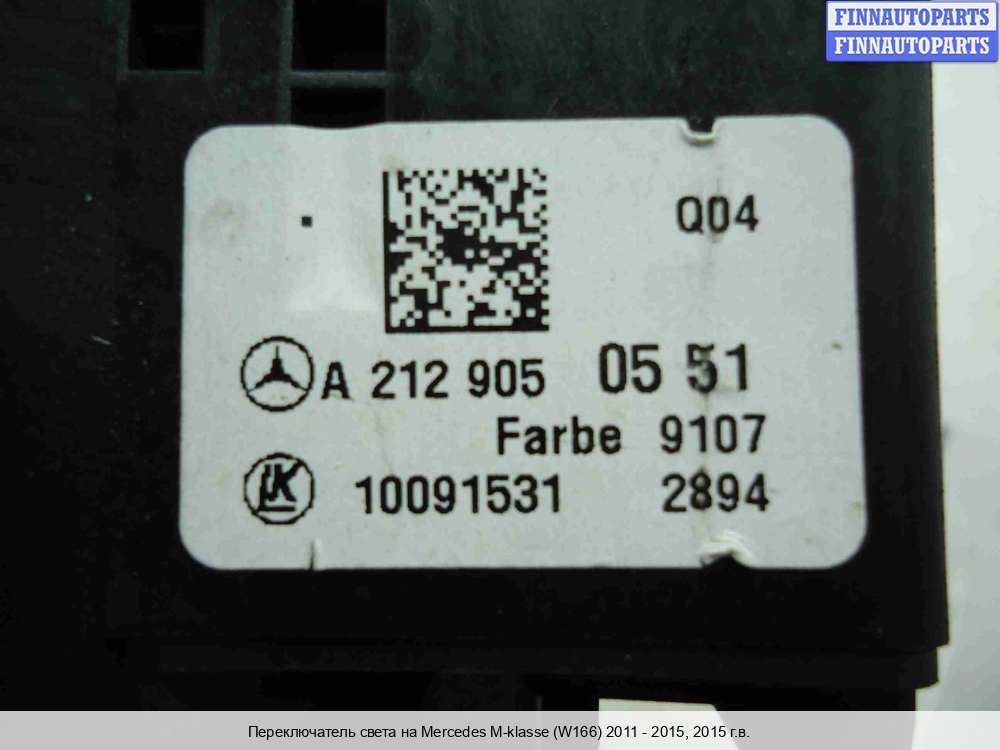 FINNAUTOPARTS
FINNAUTOPARTS
Q04
A 212 905 05 51
Farbe 9107
LK 10091531 2894
Переключатель света на Mercedes M-klasse (W166) 2011 - 2015, 2015 г.в.